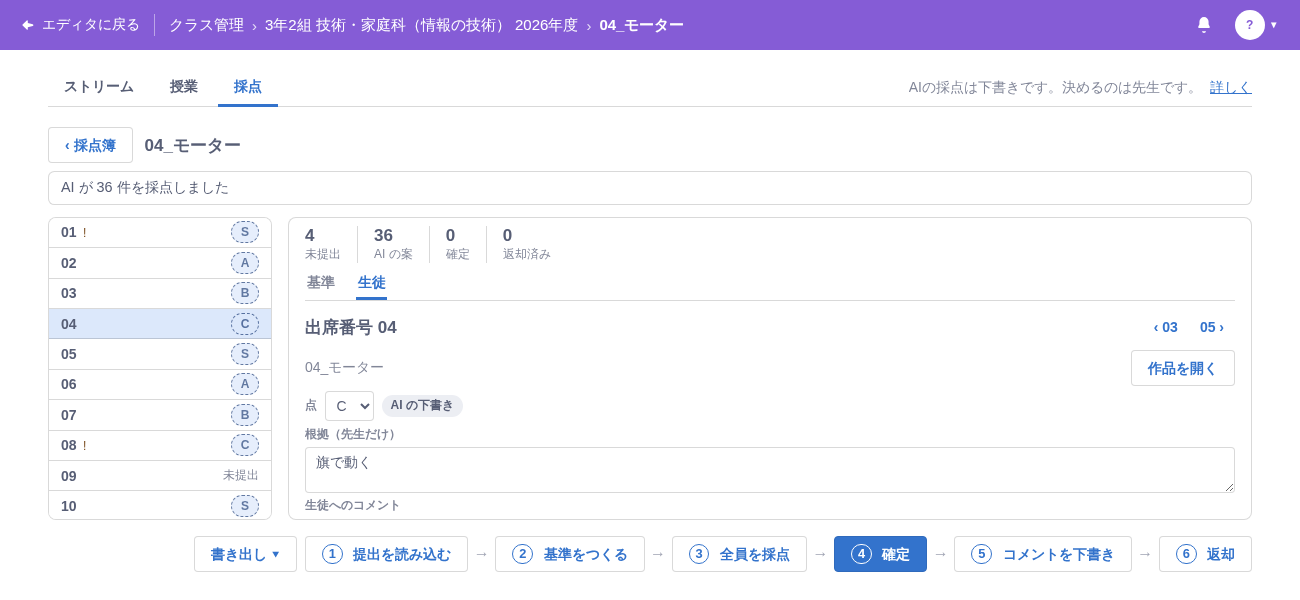 エディタに戻る クラス管理 › 3年2組 技術・家庭科（情報の技術） 2026年度 › 04_モーター ? ▾
ストリーム 授業 採点 AIの採点は下書きです。決めるのは先生です。 詳しく
‹ 採点簿 04_モーター
AI が 36 件を採点しました
01 ! S
02 A
03 B
04 C
05 S
06 A
07 B
08 ! C
09 未提出
10 S
4 36 0 0
未提出 AI の案 確定 返却済み
基準 生徒
出席番号 04 ‹ 03 05 ›
04_モーター 作品を開く
点 C AI の下書き
根拠（先生だけ）
旗で動く
生徒へのコメント
書き出し ▾ 1 提出を読み込む → 2 基準をつくる → 3 全員を採点 → 4 確定 → 5 コメントを下書き → 6 返却